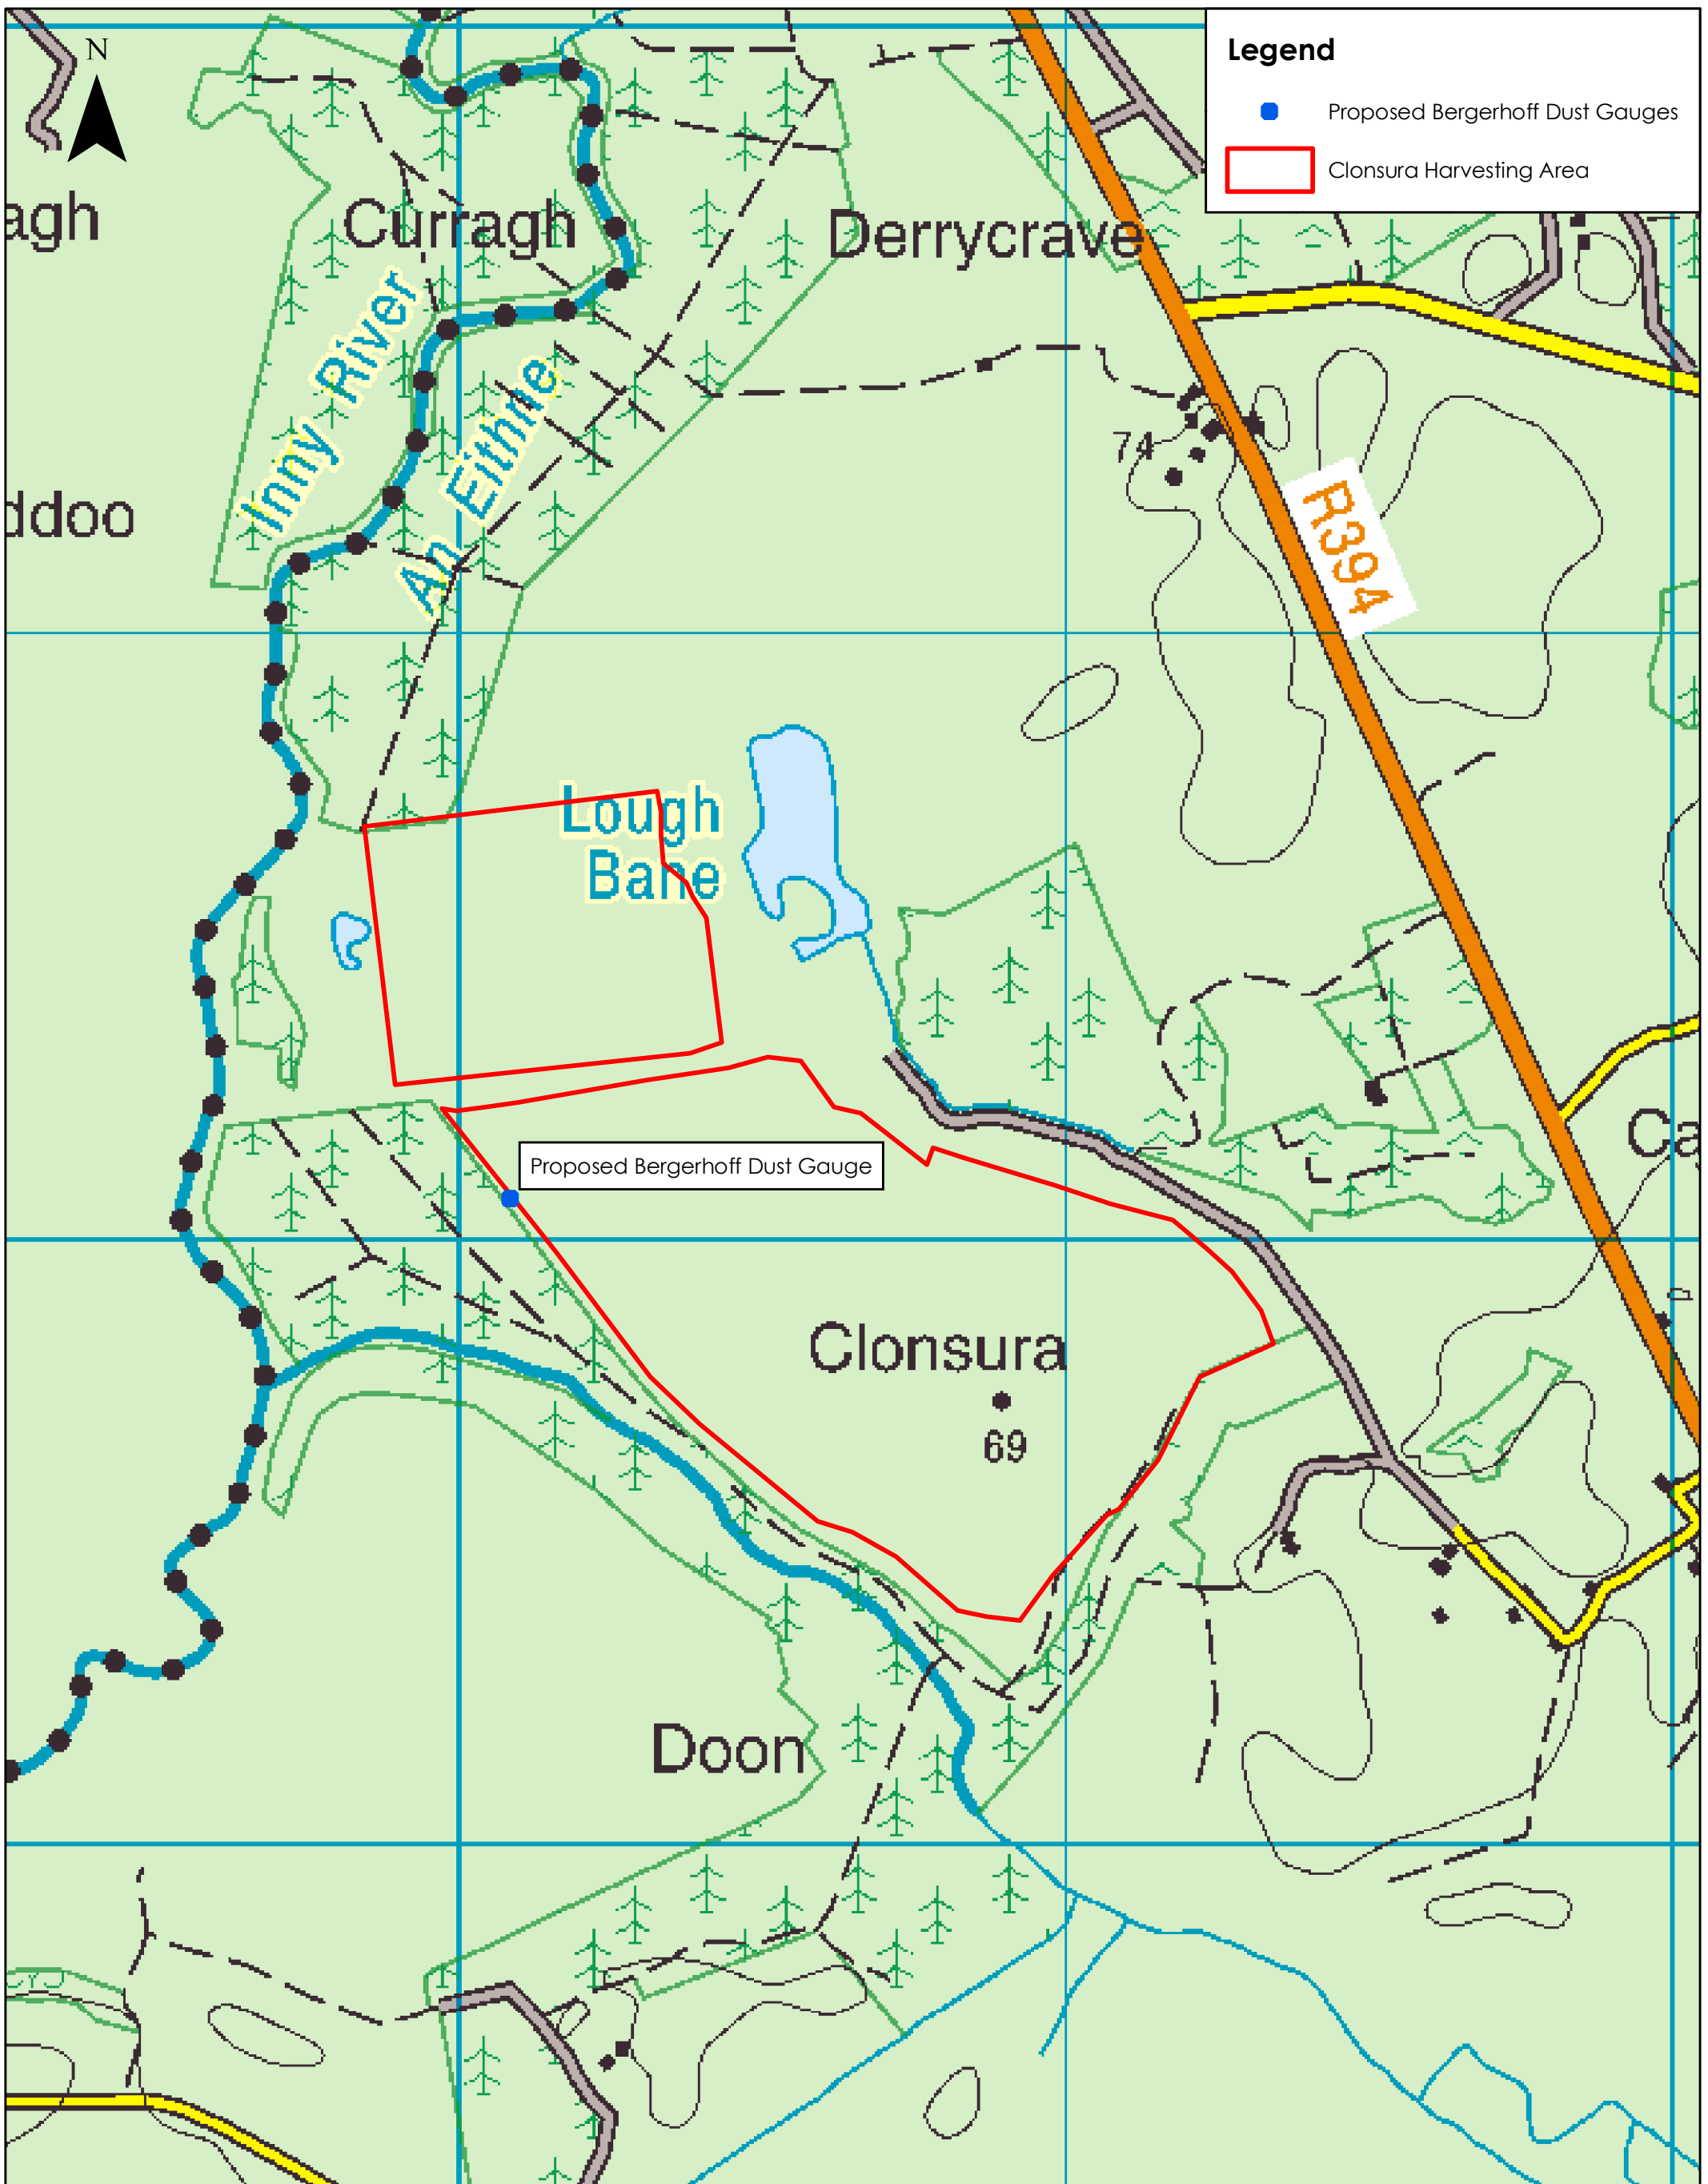 N
Legend
Proposed Bergerhoff Dust Gauges
Clonsura Harvesting Area
agh
Curragh
Derrycrave
Inny River
An Eithne
74
ddoo
R394
Lough
Bane
Ca
Proposed Bergerhoff Dust Gauge
Clonsura
69
Doon